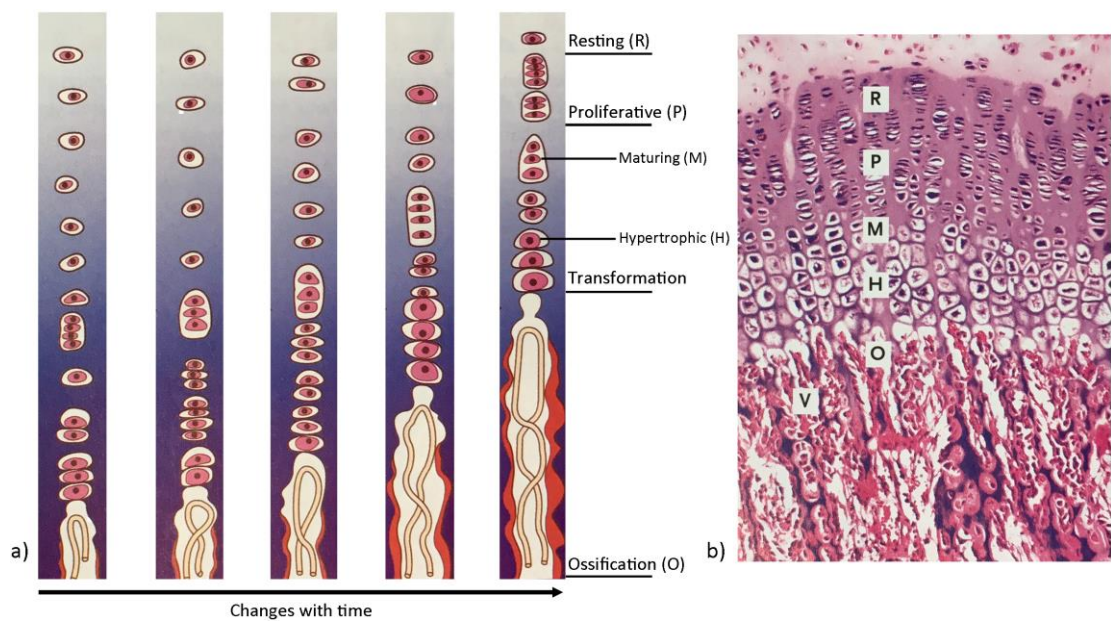 Resting (R)
Proliferative (P)
Maturing (M)
Hypertrophic (H)
Transformation
Ossification (O)
a)
Changes with time
R
P
M
H
O
V
b)